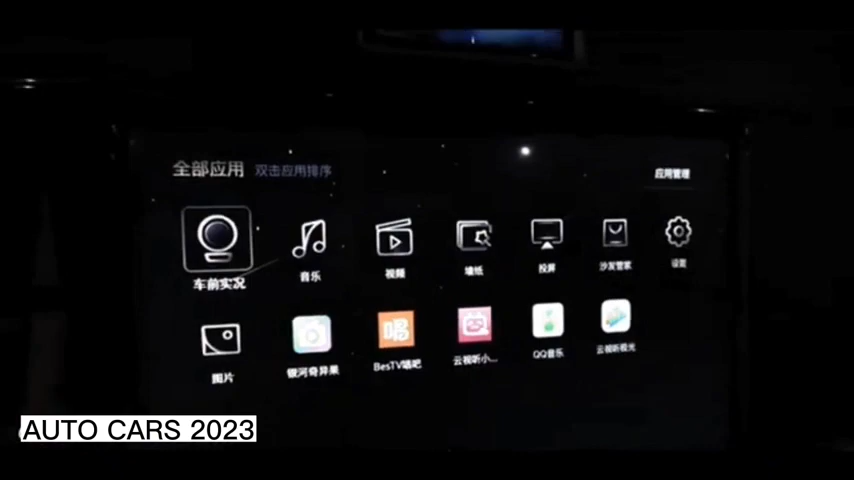 全部应用 双击应用排序
应用管理
车前实况 音乐 视频 墙纸 投屏 沙发管家 设置
图片 银河奇异果 BesTV唱吧 云视听小... QQ音乐 云视听极光
唱
AUTO CARS 2023